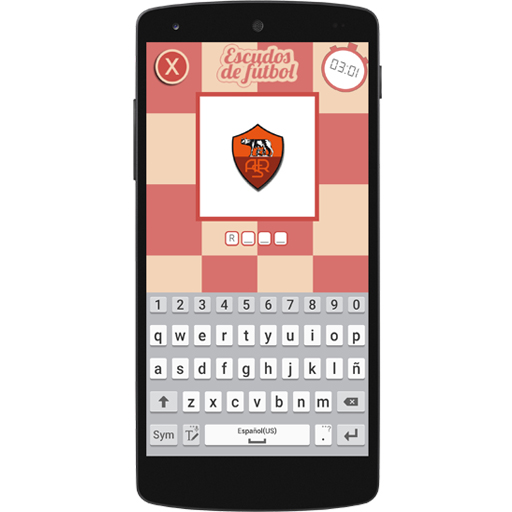 X
Escudos
de fútbol
03:01
ASR
R _ _ _
1 2 3 4 5 6 7 8 9 0
q w e r t y u i o p
a s d f g h j k l ñ
z x c v b n m
Sym T Español(US) . ...?